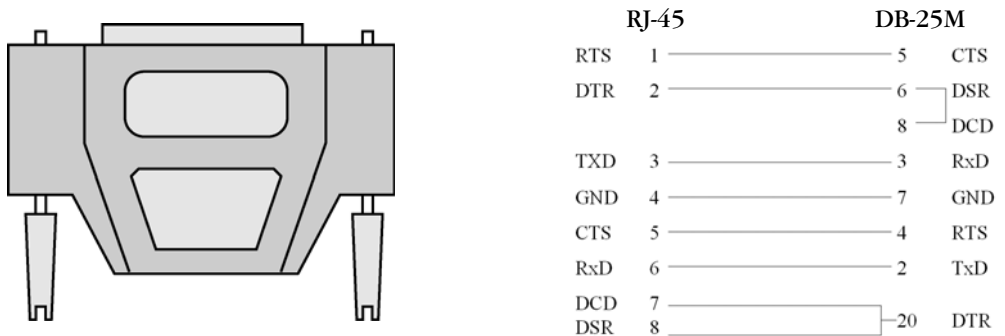 RJ-45 DB-25M
RTS 1 5 CTS
DTR 2 6 DSR
8 DCD
TXD 3 3 RxD
GND 4 7 GND
CTS 5 4 RTS
RxD 6 2 TxD
DCD 7
20 DTR
DSR 8